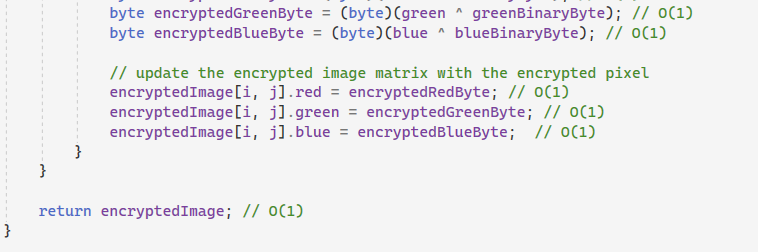 byte encryptedGreenByte = (byte)(green ^ greenBinaryByte); // O(1)
byte encryptedBlueByte = (byte)(blue ^ blueBinaryByte); // O(1)
// update the encrypted image matrix with the encrypted pixel
encryptedImage[i, j].red = encryptedRedByte; // O(1)
encryptedImage[i, j].green = encryptedGreenByte; // O(1)
encryptedImage[i, j].blue = encryptedBlueByte;  // O(1)
}
}
return encryptedImage; // O(1)
}